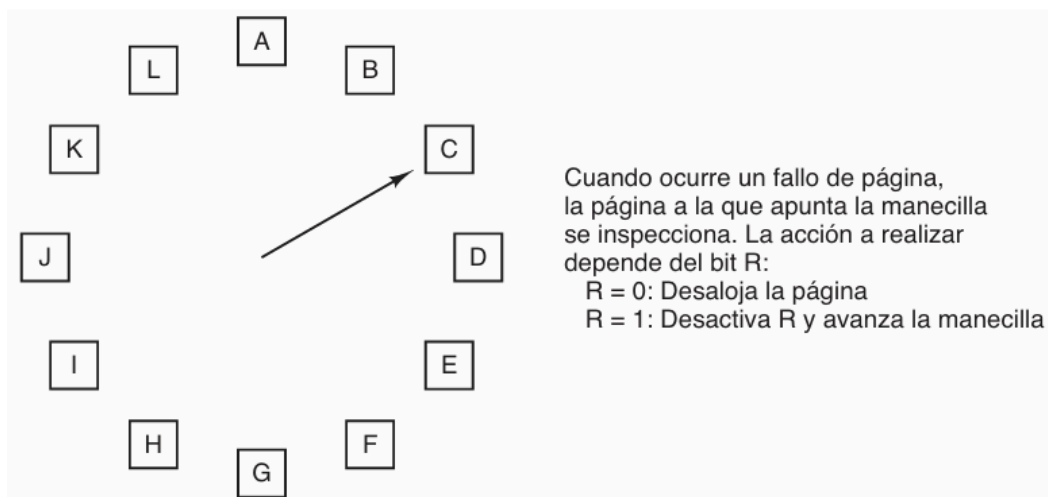 A
L
B
K
C
Cuando ocurre un fallo de página,
la página a la que apunta la manecilla
se inspecciona. La acción a realizar
depende del bit R:
R = 0: Desaloja la página
R = 1: Desactiva R y avanza la manecilla
J
D
I
E
H
F
G